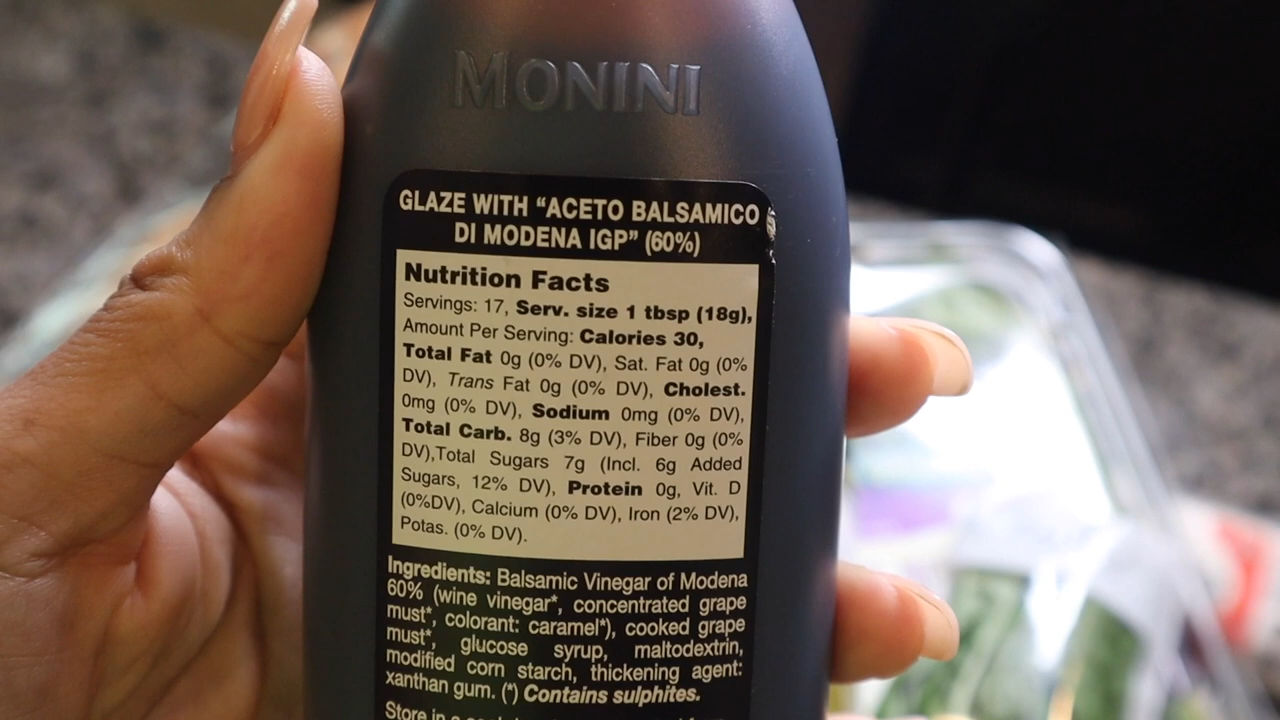 MONINI
GLAZE WITH “ACETO BALSAMICO
DI MODENA IGP” (60%)
Nutrition Facts
Servings: 17, Serv. size 1 tbsp (18g),
Amount Per Serving: Calories 30,
Total Fat 0g (0% DV), Sat. Fat 0g (0%
DV), Trans Fat 0g (0% DV), Cholest.
0mg (0% DV), Sodium 0mg (0% DV),
Total Carb. 8g (3% DV), Fiber 0g (0%
DV),Total Sugars 7g (Incl. 6g Added
Sugars, 12% DV), Protein 0g, Vit. D
(0%DV), Calcium (0% DV), Iron (2% DV),
Potas. (0% DV).
Ingredients: Balsamic Vinegar of Modena
60% (wine vinegar*, concentrated grape
must*, colorant: caramel*), cooked grape
must*, glucose syrup, maltodextrin,
modified corn starch, thickening agent:
xanthan gum. (*) Contains sulphites.
Store in a